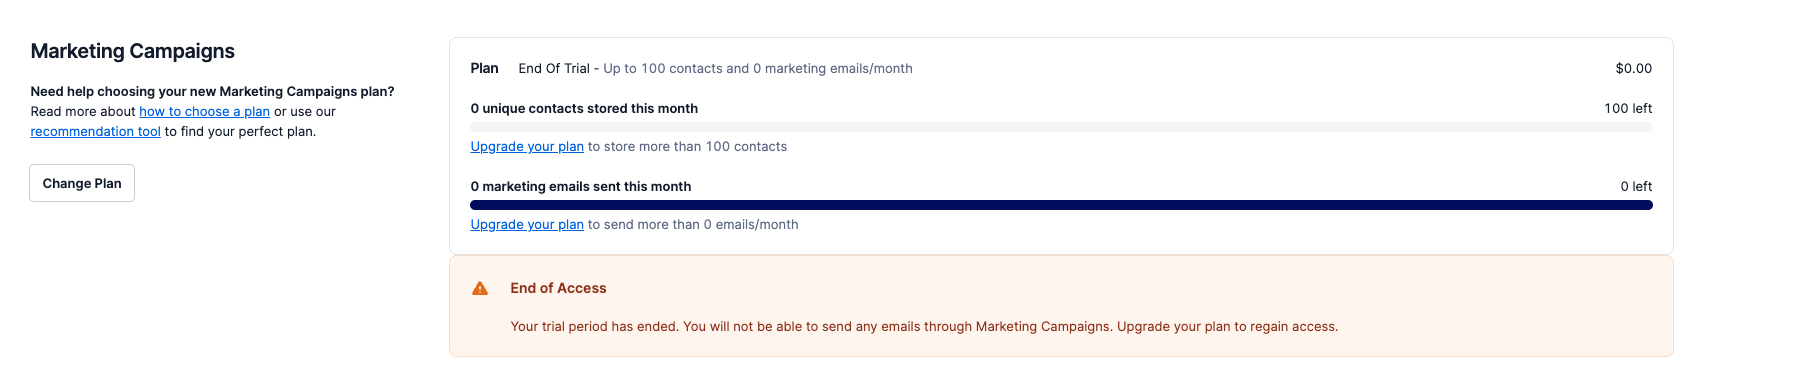 Marketing Campaigns
Need help choosing your new Marketing Campaigns plan?
Read more about how to choose a plan or use our
recommendation tool to find your perfect plan.
Change Plan
Plan End Of Trial - Up to 100 contacts and 0 marketing emails/month $0.00
0 unique contacts stored this month 100 left
Upgrade your plan to store more than 100 contacts
0 marketing emails sent this month 0 left
Upgrade your plan to send more than 0 emails/month
End of Access
Your trial period has ended. You will not be able to send any emails through Marketing Campaigns. Upgrade your plan to regain access.